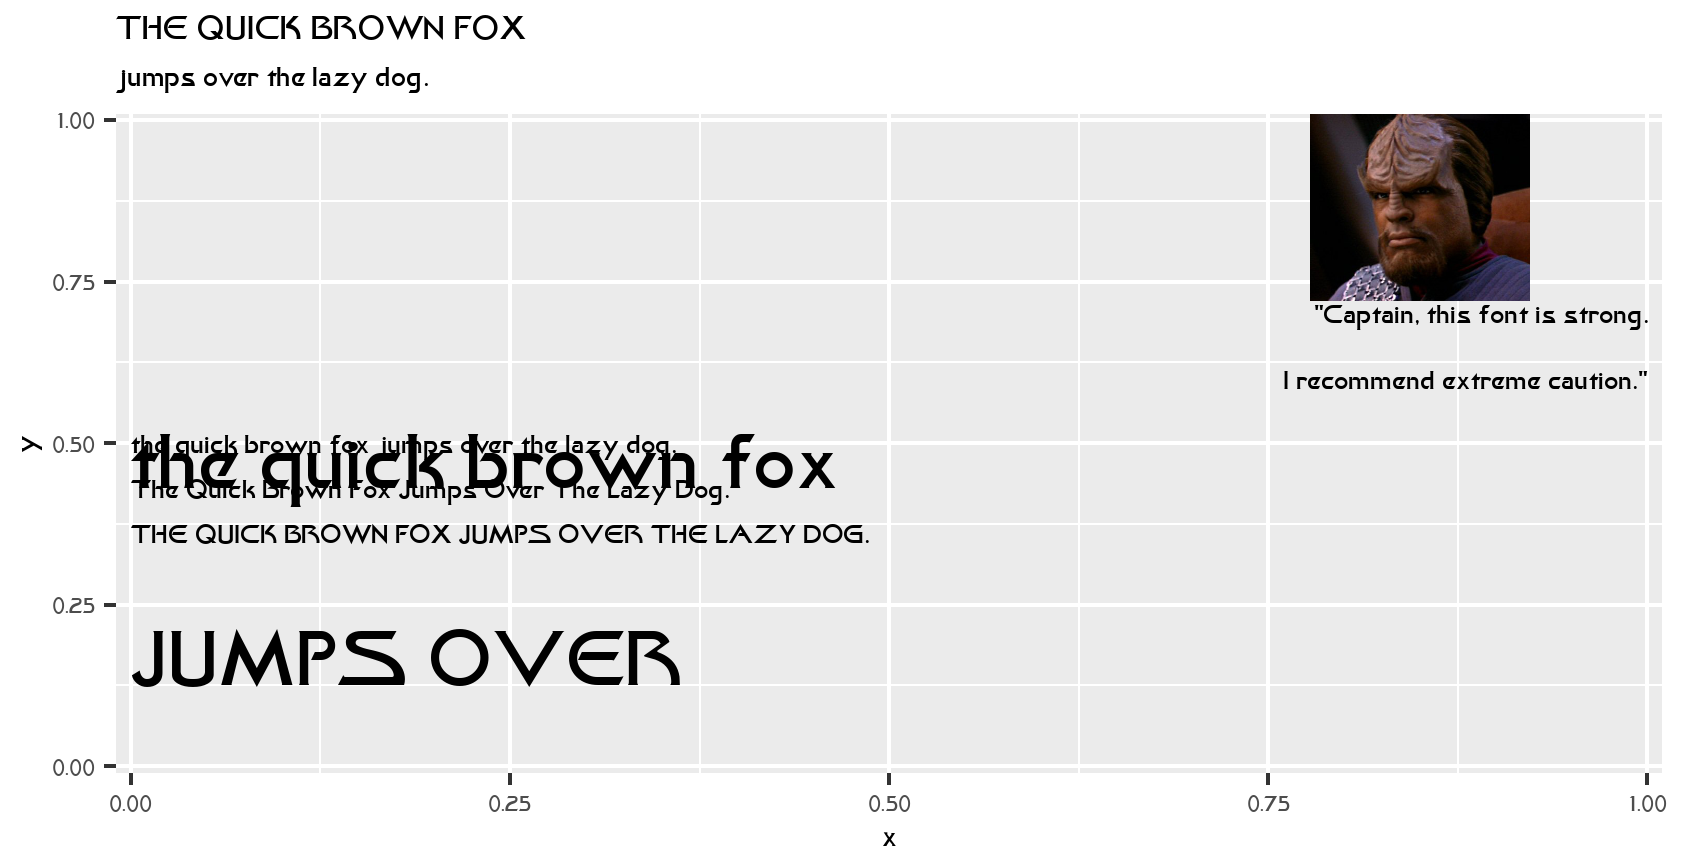 THE QUICK BROWN FOX
jumps over the lazy dog.
1.00
0.75
"Captain, this font is strong.
I recommend extreme caution."
y
0.50
the quick brown fox jumps over the lazy dog.
the quick brown fox
The Quick Brown Fox Jumps Over The Lazy Dog.
THE QUICK BROWN FOX JUMPS OVER THE LAZY DOG.
0.25
JUMPS OVER
0.00
0.00 0.25 0.50 0.75 1.00
x